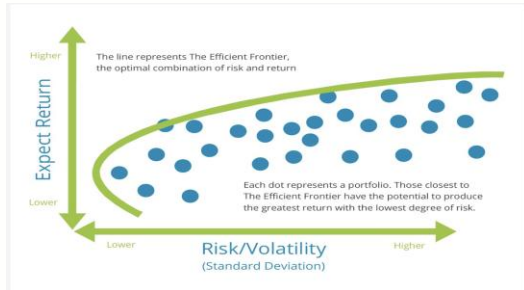 Higher
The line represents The Efficient Frontier,
the optimal combination of risk and return
Expect Return
Each dot represents a portfolio. Those closest to
The Efficient Frontier have the potential to produce
the greatest return with the lowest degree of risk.
Lower
Lower
Higher
Risk/Volatility
(Standard Deviation)